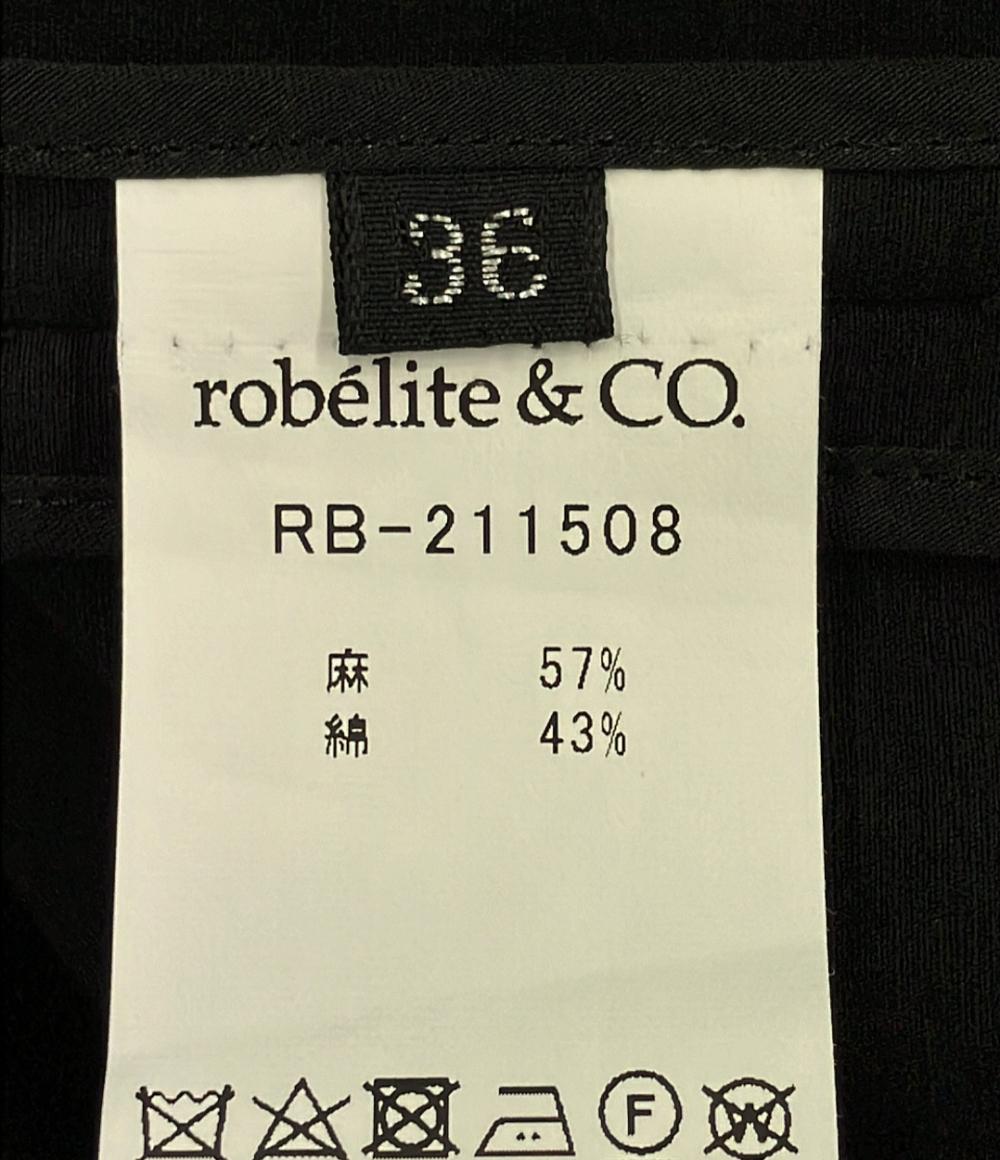 36
robélite & CO.
RB-211508
麻 57%
綿 43%
F W